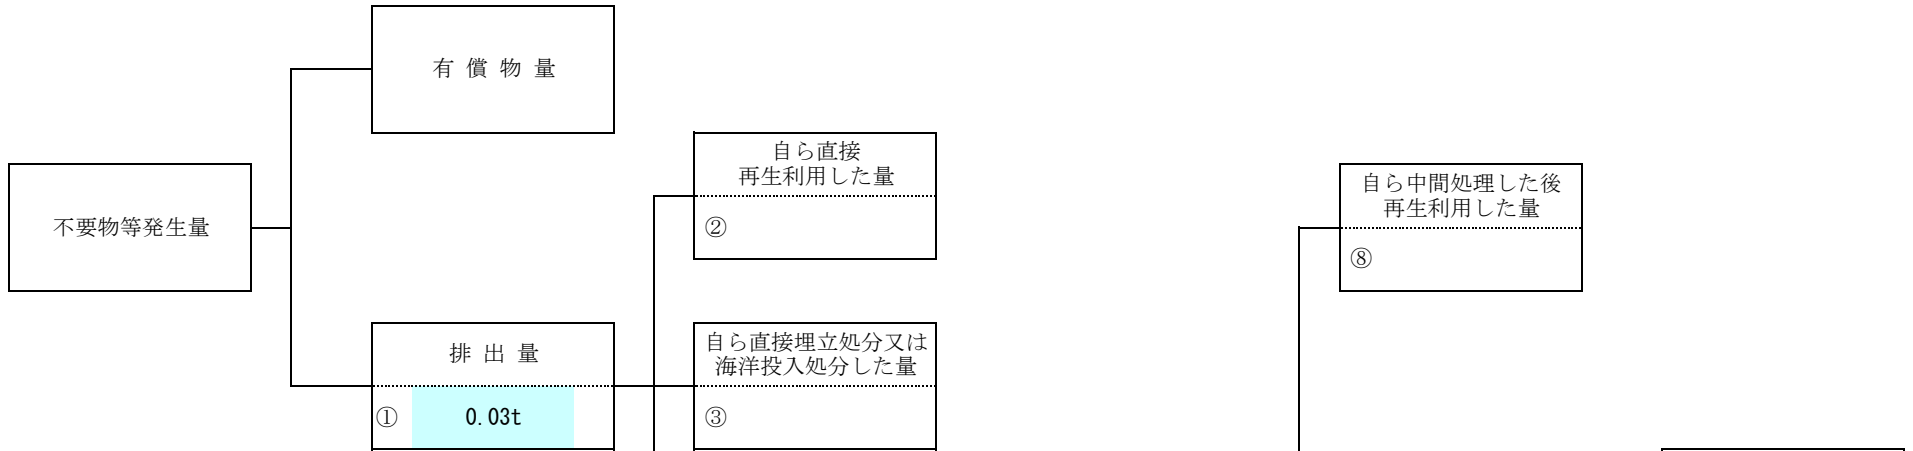 有 償 物 量
自ら直接
再生利用した量
②
不要物等発生量
自ら中間処理した後
再生利用した量
⑧
排 出 量
① 0.03t
自ら直接埋立処分又は
海洋投入処分した量
③